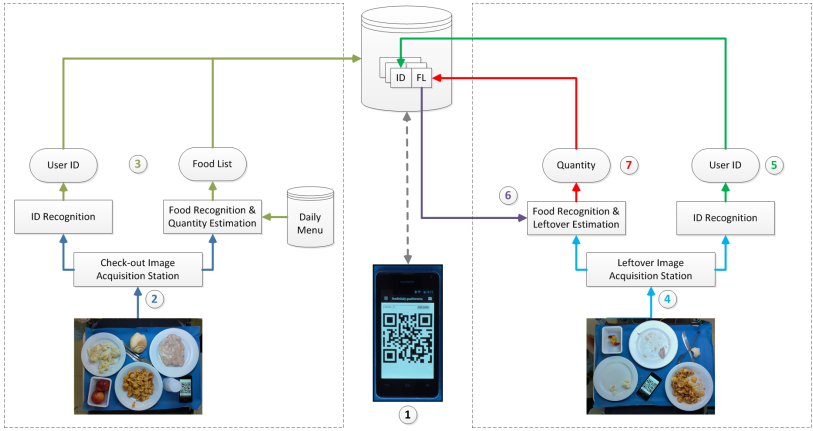 ID FL
User ID
3
Food List
Quantity
7
User ID
5
6
ID Recognition
Food Recognition &
Quantity Estimation
Daily
Menu
Food Recognition &
Leftover Estimation
ID Recognition
Check-out Image
Acquisition Station
Leftover Image
Acquisition Station
2
4
1